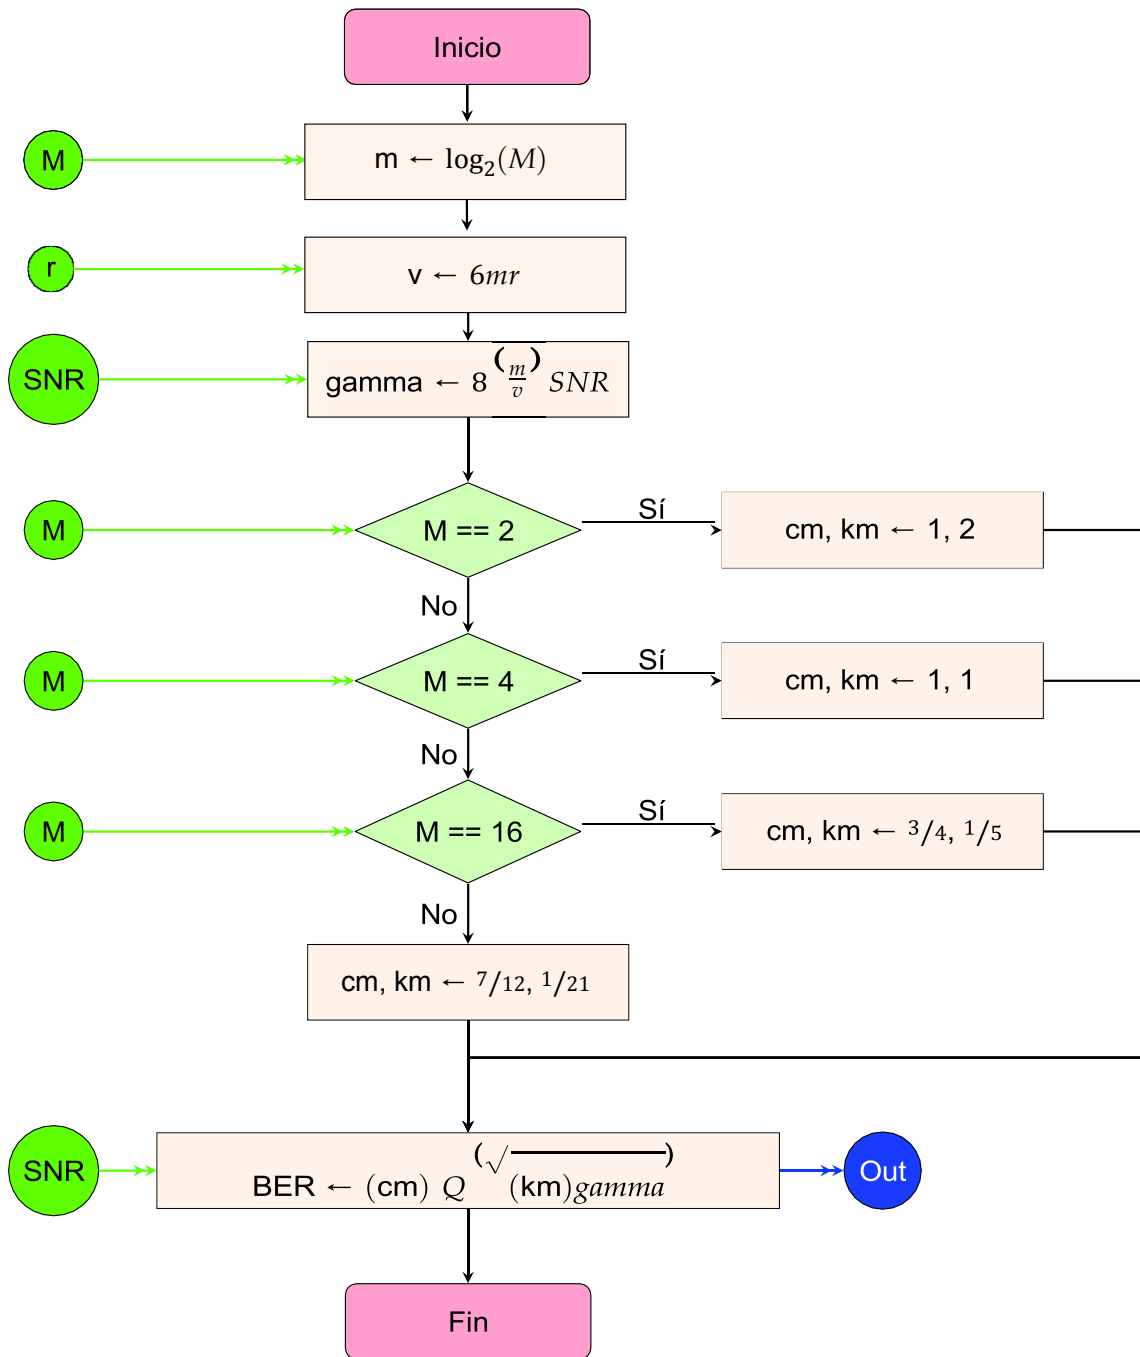 Inicio
M
m ← log₂(M)
r
v ← 6mr
SNR
gamma ← 8 (m/v) SNR
M
M == 2
Sí
cm, km ← 1, 2
No
M
M == 4
Sí
cm, km ← 1, 1
No
M
M == 16
Sí
cm, km ← 3/4, 1/5
No
cm, km ← 7/12, 1/21
SNR
BER ← (cm) Q (√(km)gamma)
Out
Fin